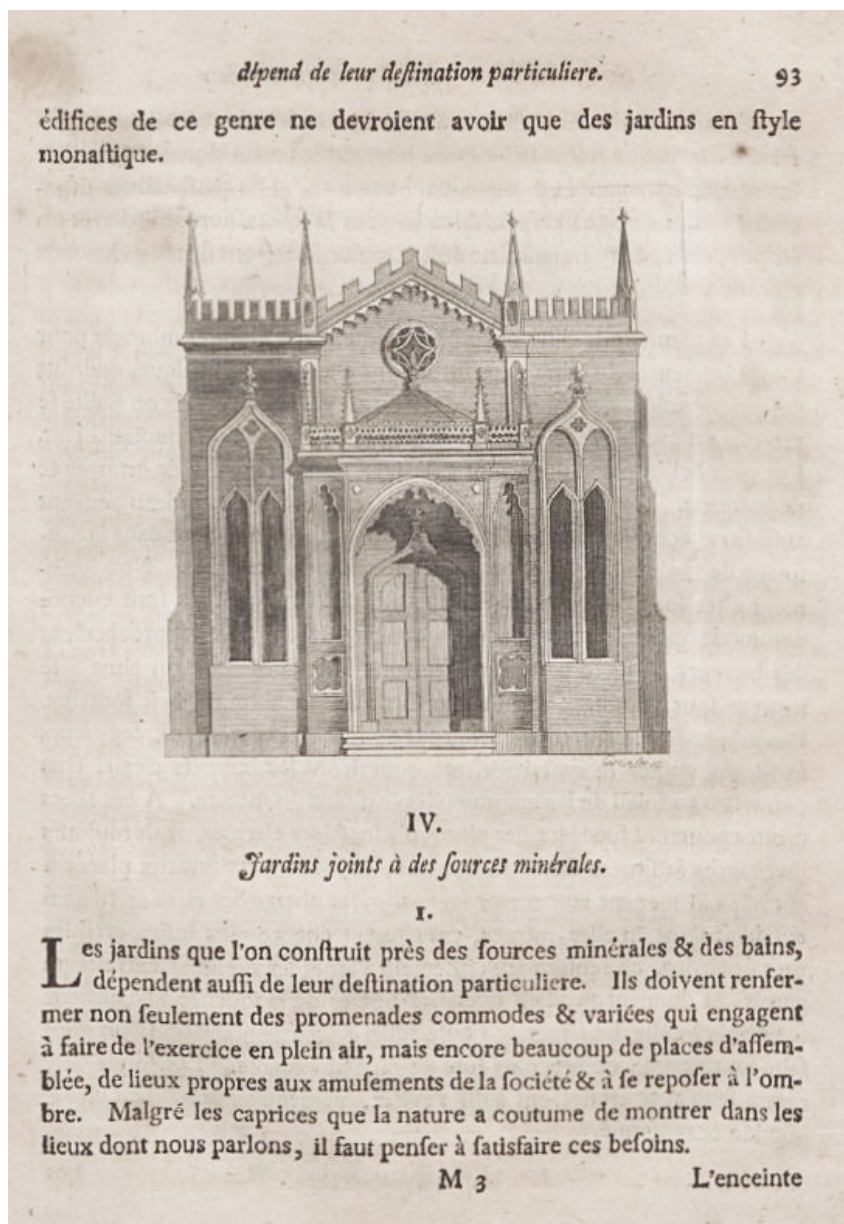 dépend de leur deſtination particuliere. 93
édifices de ce genre ne devroient avoir que des jardins en ſtyle
monaſtique.
IV.
Jardins joints à des ſources minérales.
I.
Les jardins que l'on conſtruit près des ſources minérales & des bains,
dépendent auſſi de leur deſtination particuliere. Ils doivent renfer-
mer non ſeulement des promenades commodes & variées qui engagent
à faire de l'exercice en plein air, mais encore beaucoup de places d'aſſem-
blée, de lieux propres aux amuſements de la ſociété & à ſe repoſer à l'om-
bre. Malgré les caprices que la nature a coutume de montrer dans les
lieux dont nous parlons, il faut penſer à ſatisfaire ces beſoins.
M 3 L'enceinte